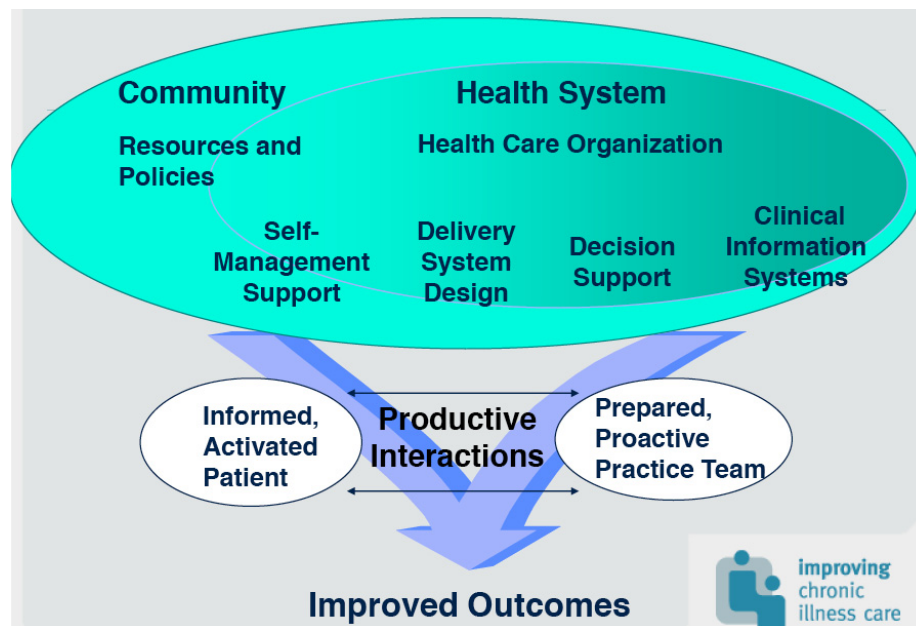 Community
Health System
Resources and
Policies
Health Care Organization
Self-
Management
Support
Delivery
System
Design
Decision
Support
Clinical
Information
Systems
Informed,
Activated
Patient
Productive
Interactions
Prepared,
Proactive
Practice Team
Improved Outcomes
improving
chronic
illness care